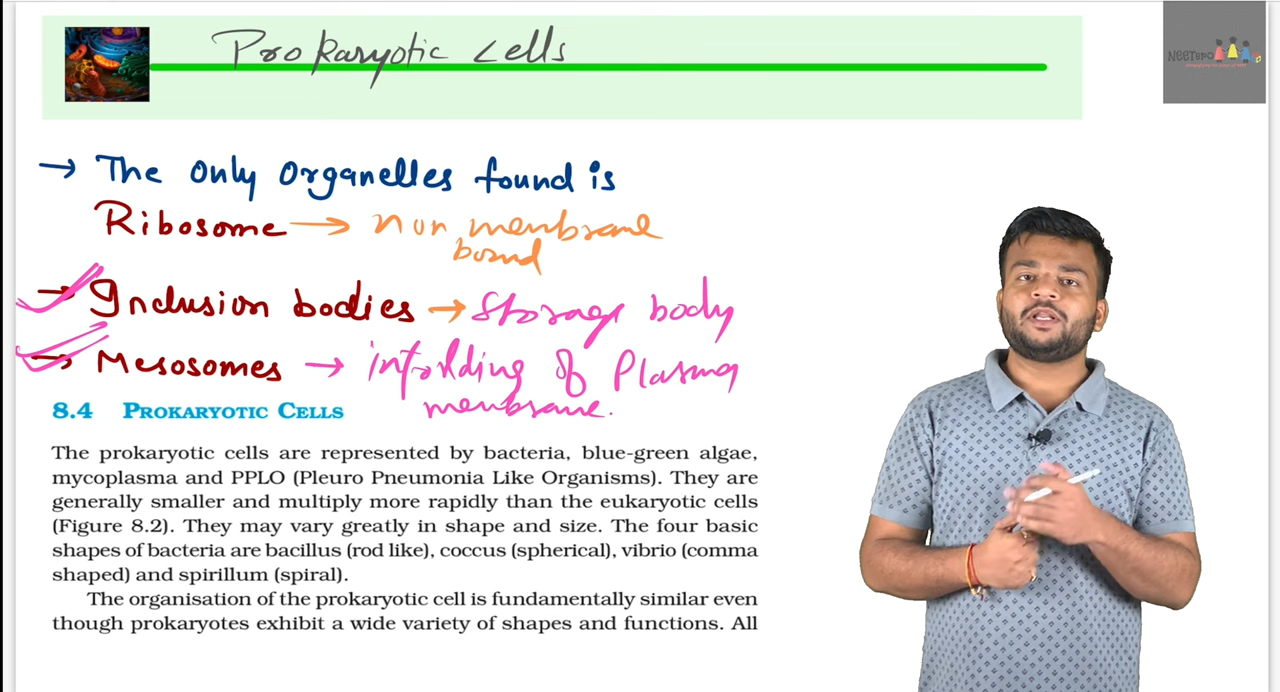 Prokaryotic cells
NEETero
→ The only organelles found is
Ribosome → non membrane
bound
→ Inclusion bodies → Storage body
→ Mesosomes → infolding of Plasma
membrane.
8.4 PROKARYOTIC CELLS
The prokaryotic cells are represented by bacteria, blue-green algae,
mycoplasma and PPLO (Pleuro Pneumonia Like Organisms). They are
generally smaller and multiply more rapidly than the eukaryotic cells
(Figure 8.2). They may vary greatly in shape and size. The four basic
shapes of bacteria are bacillus (rod like), coccus (spherical), vibrio (comma
shaped) and spirillum (spiral).
The organisation of the prokaryotic cell is fundamentally similar even
though prokaryotes exhibit a wide variety of shapes and functions. All